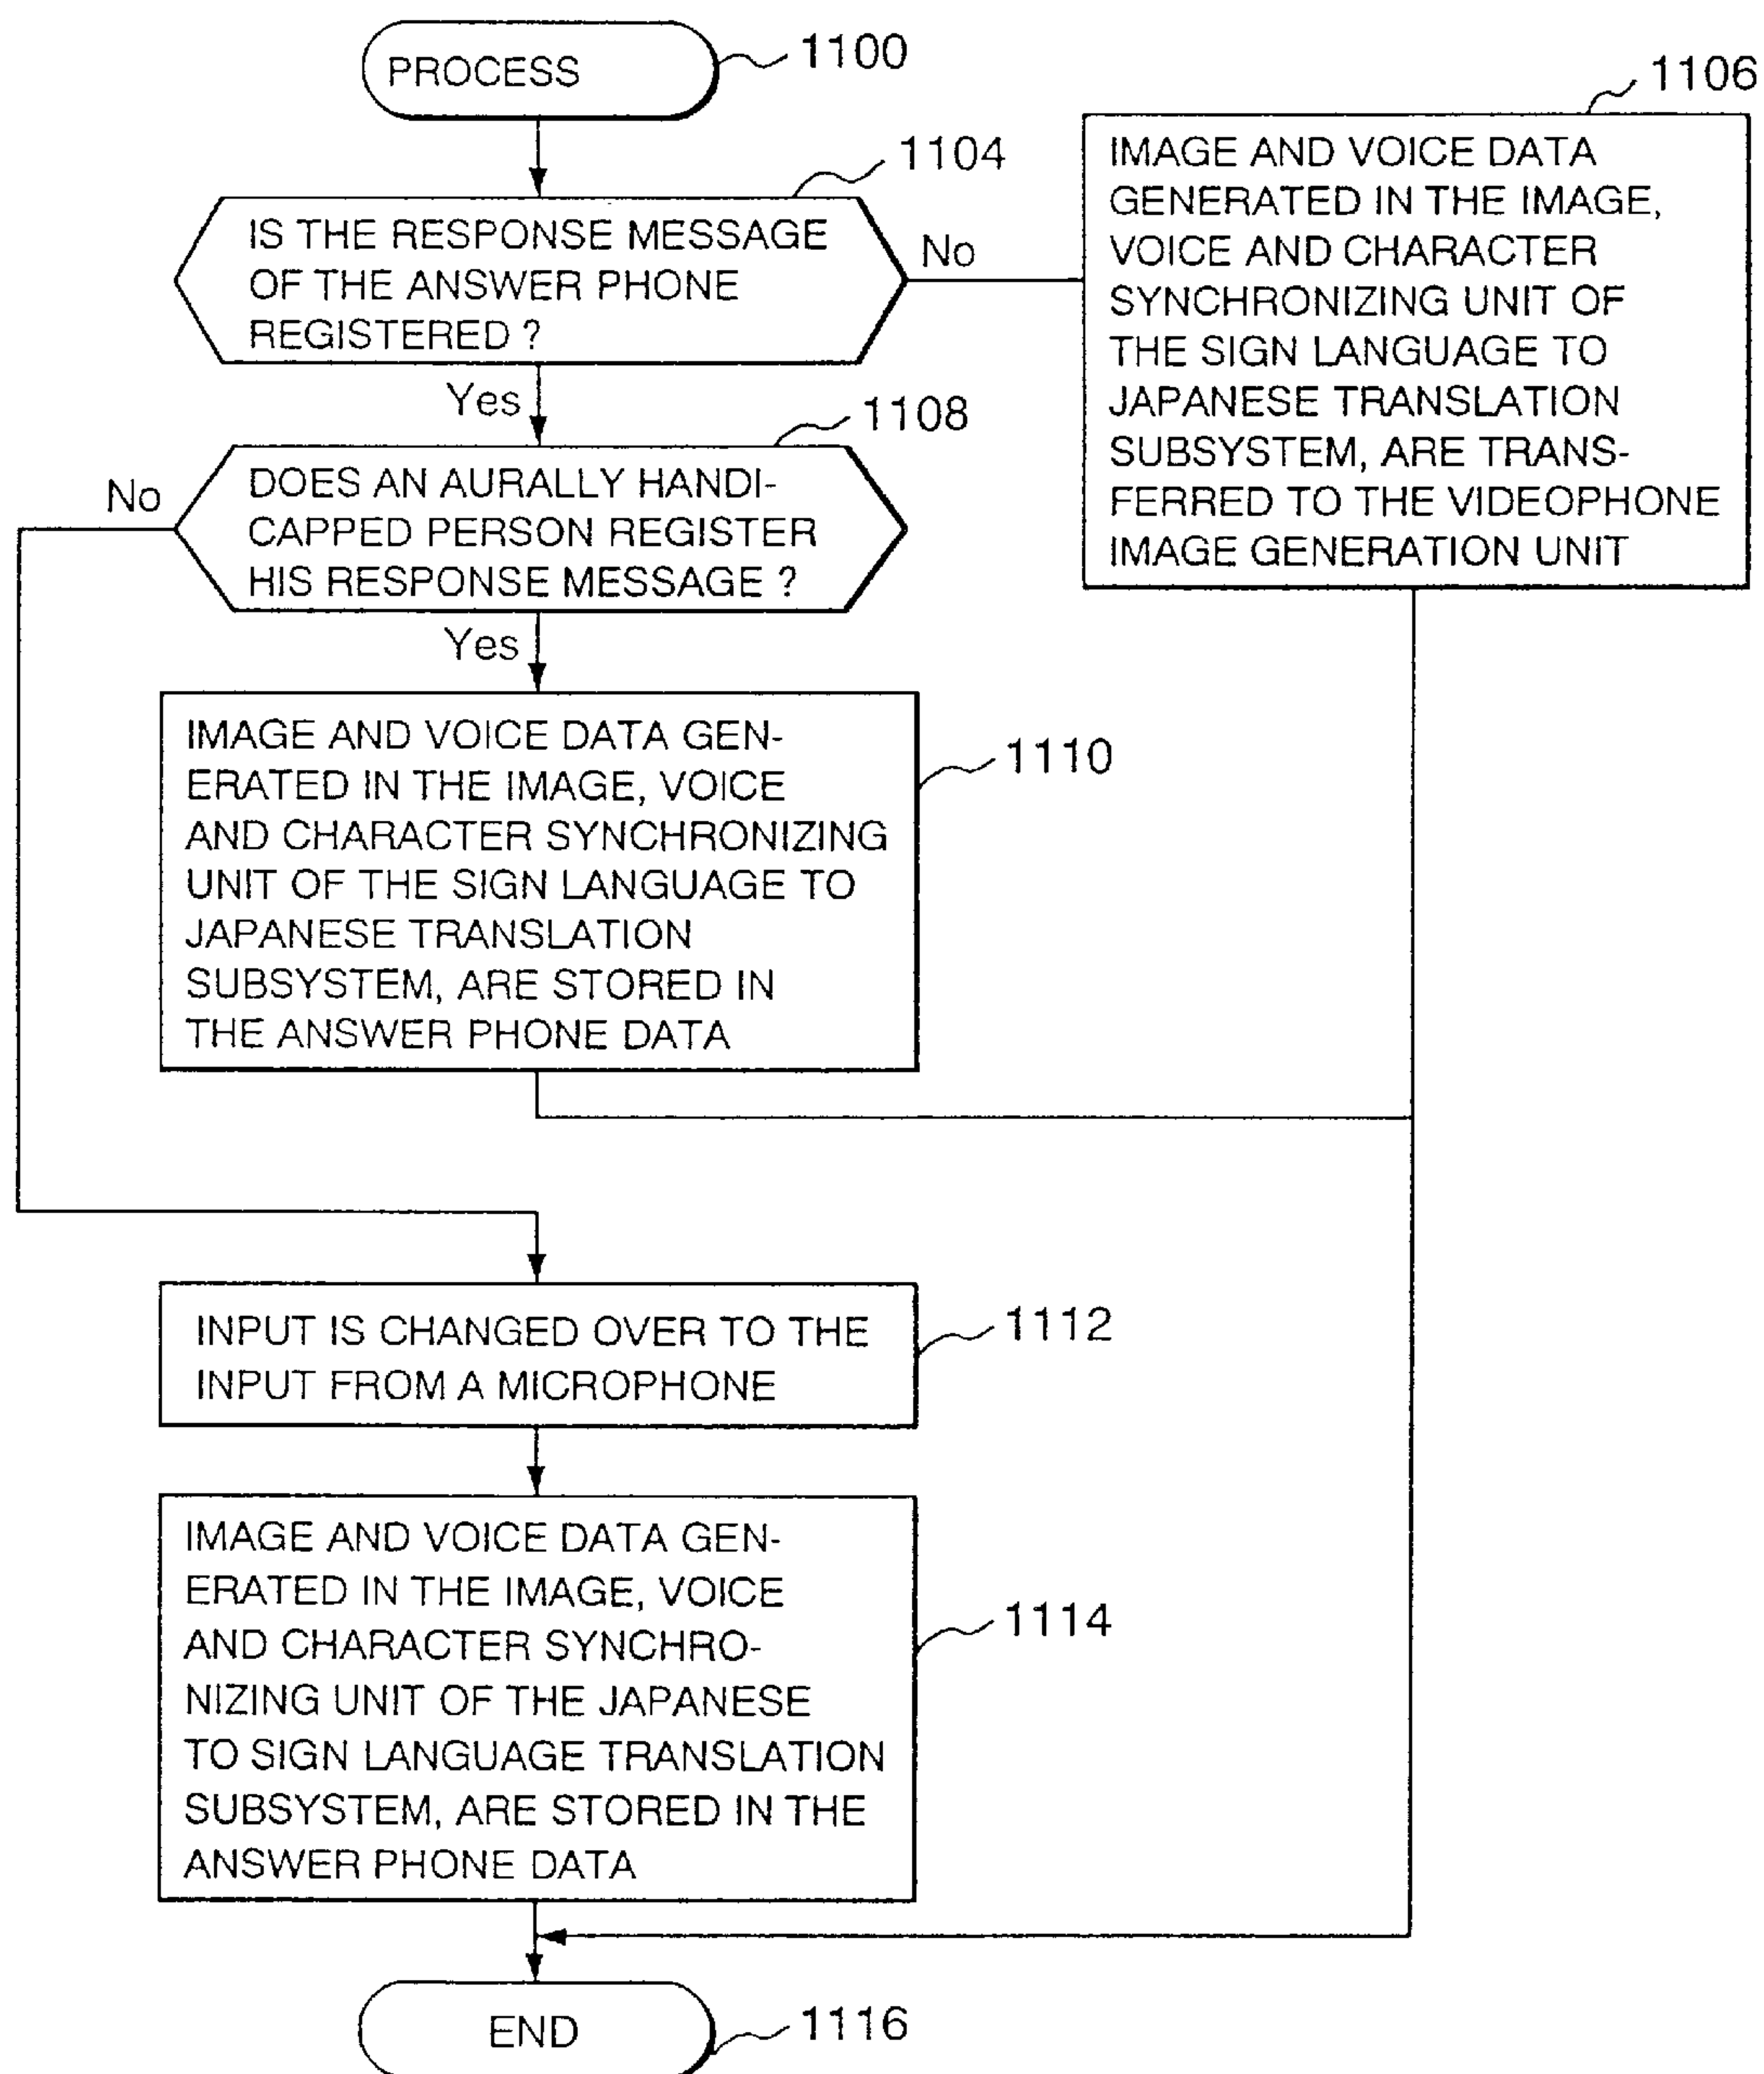 PROCESS
1100
1104
IS THE RESPONSE MESSAGE
OF THE ANSWER PHONE
REGISTERED ?
No
1106
IMAGE AND VOICE DATA
GENERATED IN THE IMAGE,
VOICE AND CHARACTER
SYNCHRONIZING UNIT OF
THE SIGN LANGUAGE TO
JAPANESE TRANSLATION
SUBSYSTEM, ARE TRANS-
FERRED TO THE VIDEOPHONE
IMAGE GENERATION UNIT
Yes
1108
No
DOES AN AURALLY HANDI-
CAPPED PERSON REGISTER
HIS RESPONSE MESSAGE ?
Yes
IMAGE AND VOICE DATA GEN-
ERATED IN THE IMAGE, VOICE
AND CHARACTER SYNCHRONIZING
UNIT OF THE SIGN LANGUAGE TO
JAPANESE TRANSLATION
SUBSYSTEM, ARE STORED IN
THE ANSWER PHONE DATA
1110
INPUT IS CHANGED OVER TO THE
INPUT FROM A MICROPHONE
1112
IMAGE AND VOICE DATA GEN-
ERATED IN THE IMAGE, VOICE
AND CHARACTER SYNCHRO-
NIZING UNIT OF THE JAPANESE
TO SIGN LANGUAGE TRANSLATION
SUBSYSTEM, ARE STORED IN THE
ANSWER PHONE DATA
1114
END
1116